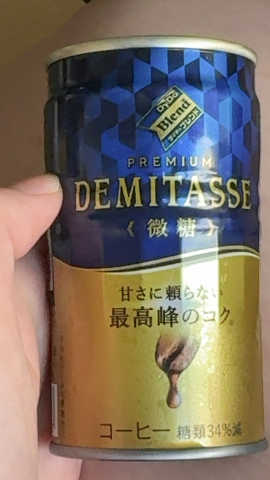 DyDo
Blend
ダイドーブレンド
PREMIUM
DEMITASSE
《微糖》
甘さに頼らない
最高峰のコク。
コーヒー 糖類34%減